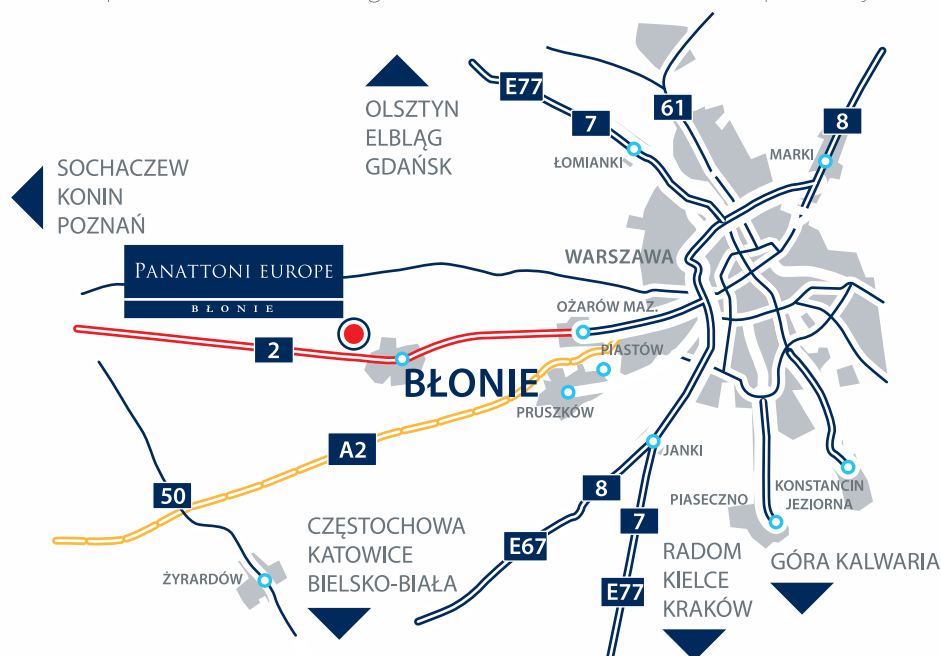 E77
7
61
8
OLSZTYN
ELBLĄG
GDAŃSK
ŁOMIANKI
MARKI
SOCHACZEW
KONIN
POZNAŃ
WARSZAWA
PANATTONI EUROPE
BŁONIE
OŻARÓW MAZ.
2
PIASTÓW
BŁONIE
PRUSZKÓW
A2
JANKI
50
8
PIASECZNO
KONSTANCIN
JEZIORNA
7
E67
CZĘSTOCHOWA
KATOWICE
BIELSKO-BIAŁA
RADOM
KIELCE
KRAKÓW
GÓRA KALWARIA
ŻYRARDÓW
E77